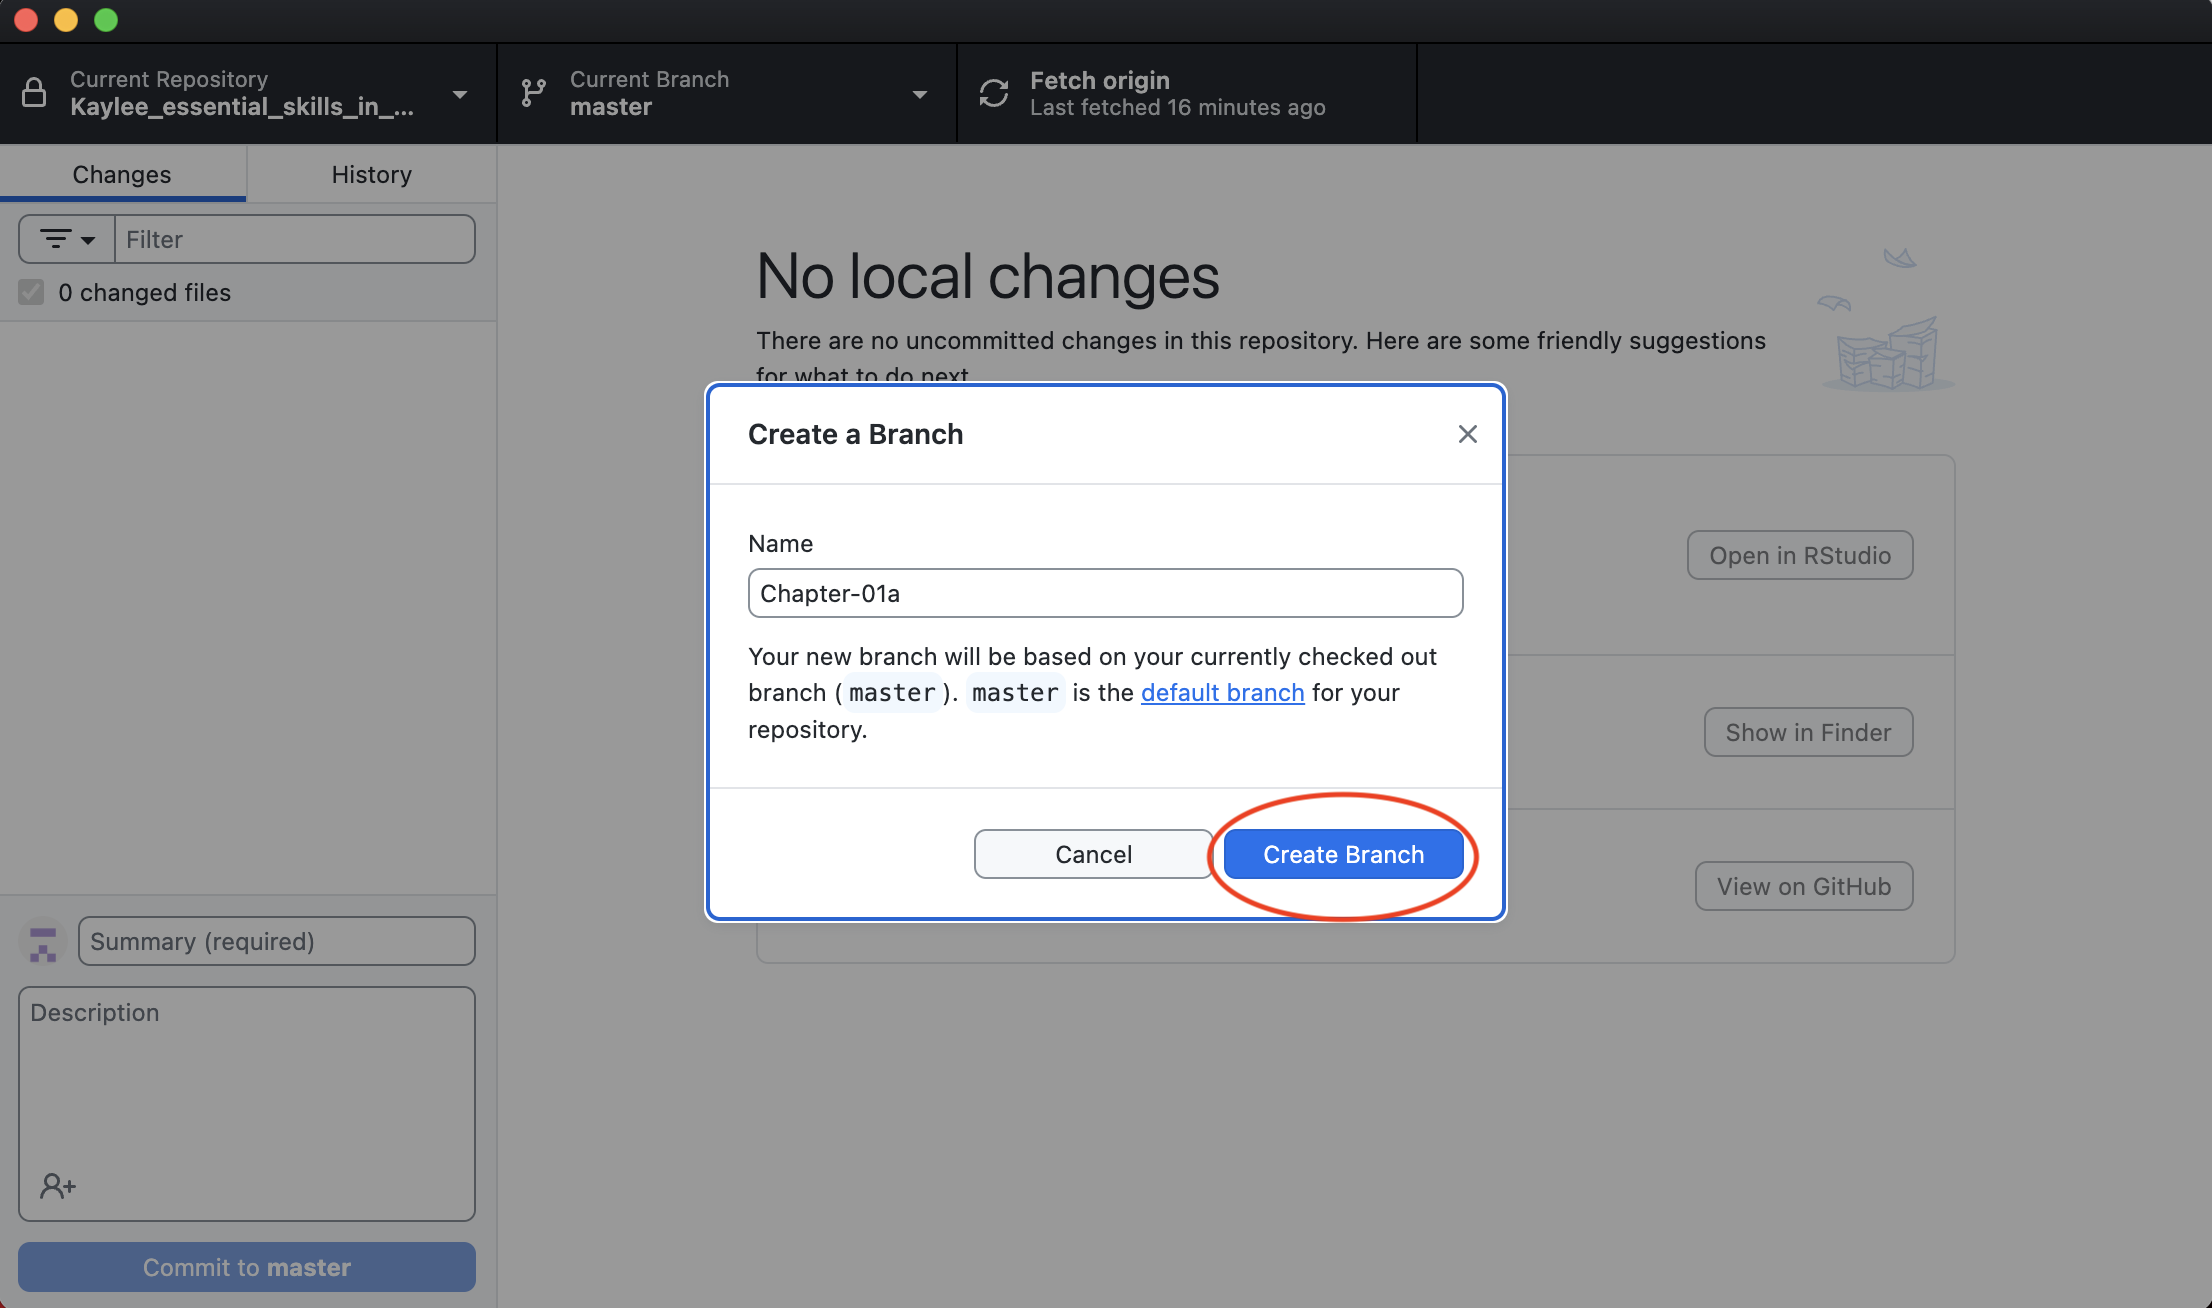 Current Repository
Kaylee_essential_skills_in_...
Current Branch
master
Fetch origin
Last fetched 16 minutes ago
Changes
History
Filter
0 changed files
No local changes
There are no uncommitted changes in this repository. Here are some friendly suggestions
for what to do next
Create a Branch
Name
Chapter-01a
Your new branch will be based on your currently checked out
branch (master). master is the default branch for your
repository.
Cancel
Create Branch
Open in RStudio
Show in Finder
View on GitHub
Summary (required)
Description
Commit to master